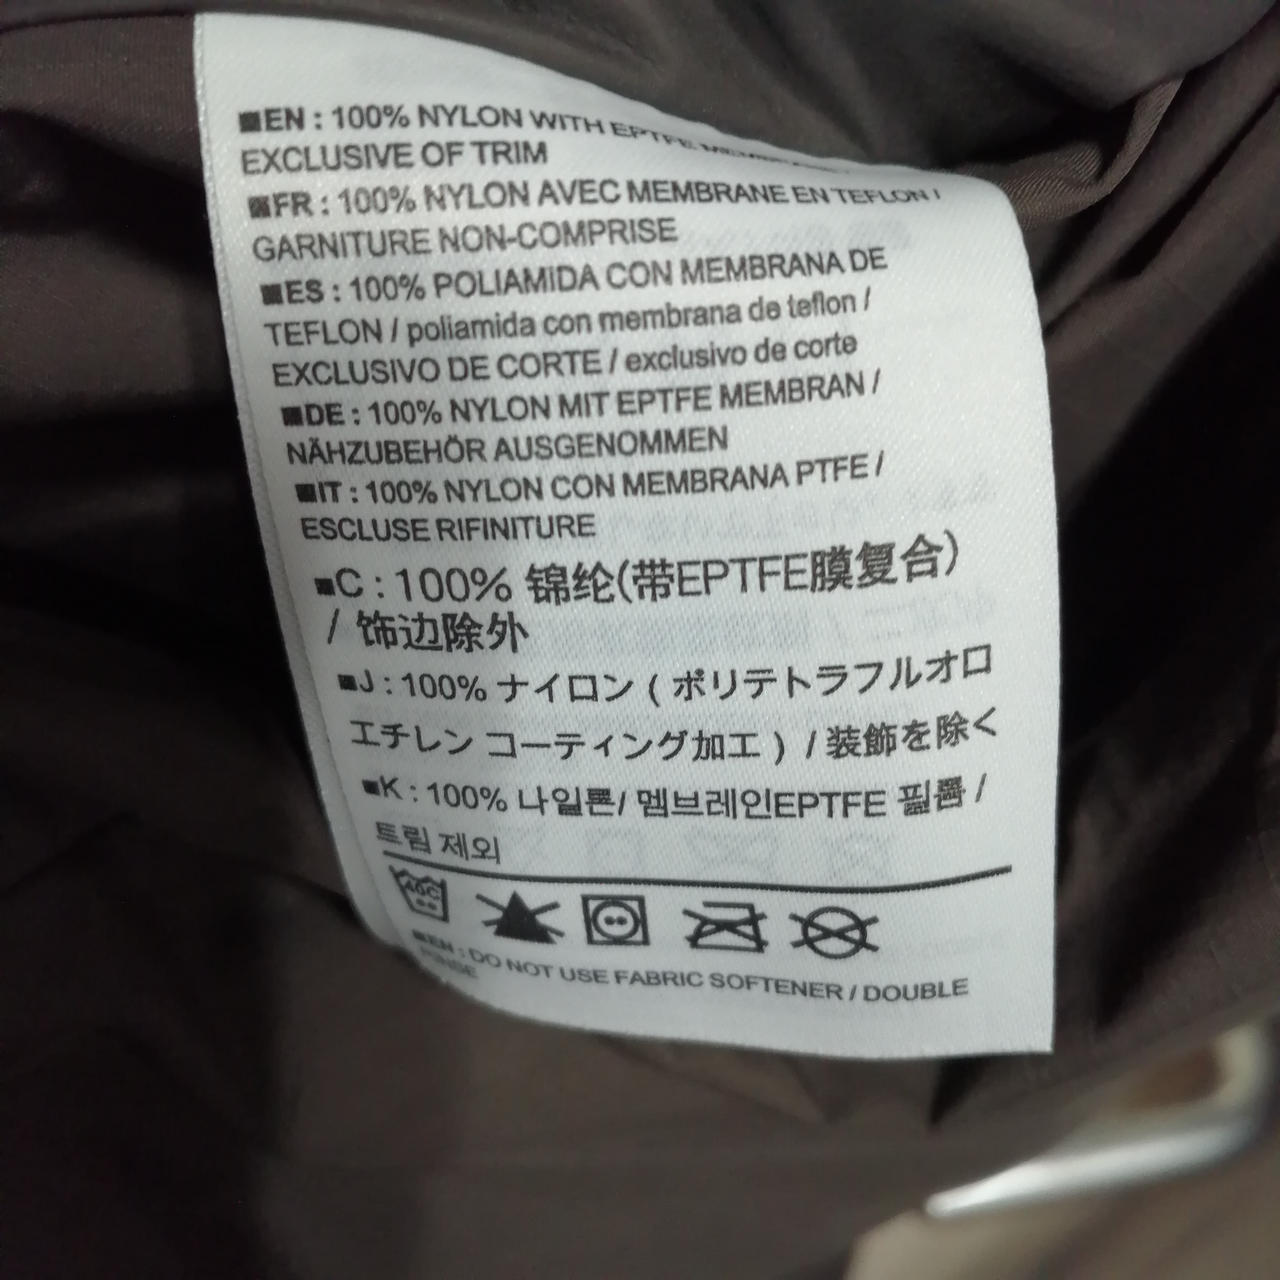 ■EN : 100% NYLON WITH EPTFE MEMBRANE /
EXCLUSIVE OF TRIM
■FR : 100% NYLON AVEC MEMBRANE EN TEFLON /
GARNITURE NON-COMPRISE
■ES : 100% POLIAMIDA CON MEMBRANA DE
TEFLON / poliamida con membrana de teflon /
EXCLUSIVO DE CORTE / exclusivo de corte
■DE : 100% NYLON MIT EPTFE MEMBRAN /
NÄHZUBEHÖR AUSGENOMMEN
■IT : 100% NYLON CON MEMBRANA PTFE /
ESCLUSE RIFINITURE
■C : 100% 锦纶(带EPTFE膜复合)
/ 饰边除外
■J : 100% ナイロン ( ポリテトラフルオロ
エチレン コーティング加工 ) / 装飾を除く
■K : 100% 나일론/ 멤브레인EPTFE 필름 /
트림 제외
40C
■EN : DO NOT USE FABRIC SOFTENER / DOUBLE
RINSE